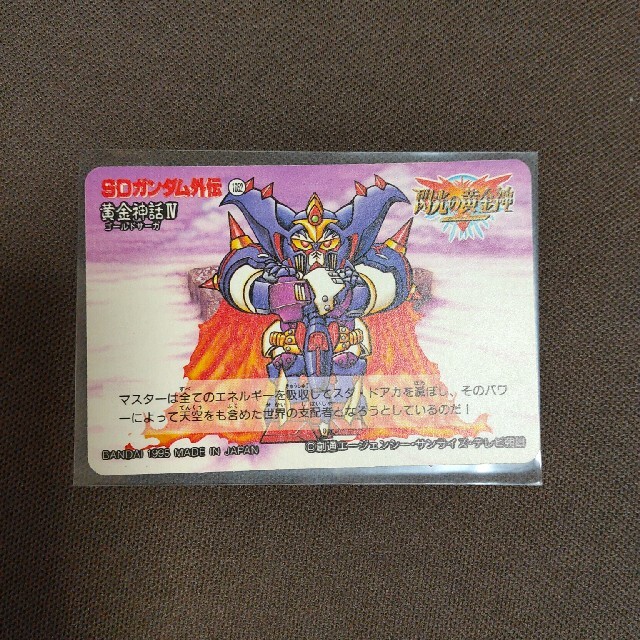 SDガンダム外伝
黄金神話Ⅳ
ゴールドサーガ
閃光の黄金神
マスターは全てのエネルギーを吸収してスダ・ドアカを滅ぼし、そのパワ
ーによって天空をも含めた世界の支配者となろうとしているのだ！
BANDAI 1995 MADE IN JAPAN
©創通エージェンシー・サンライズ・テレビ朝日